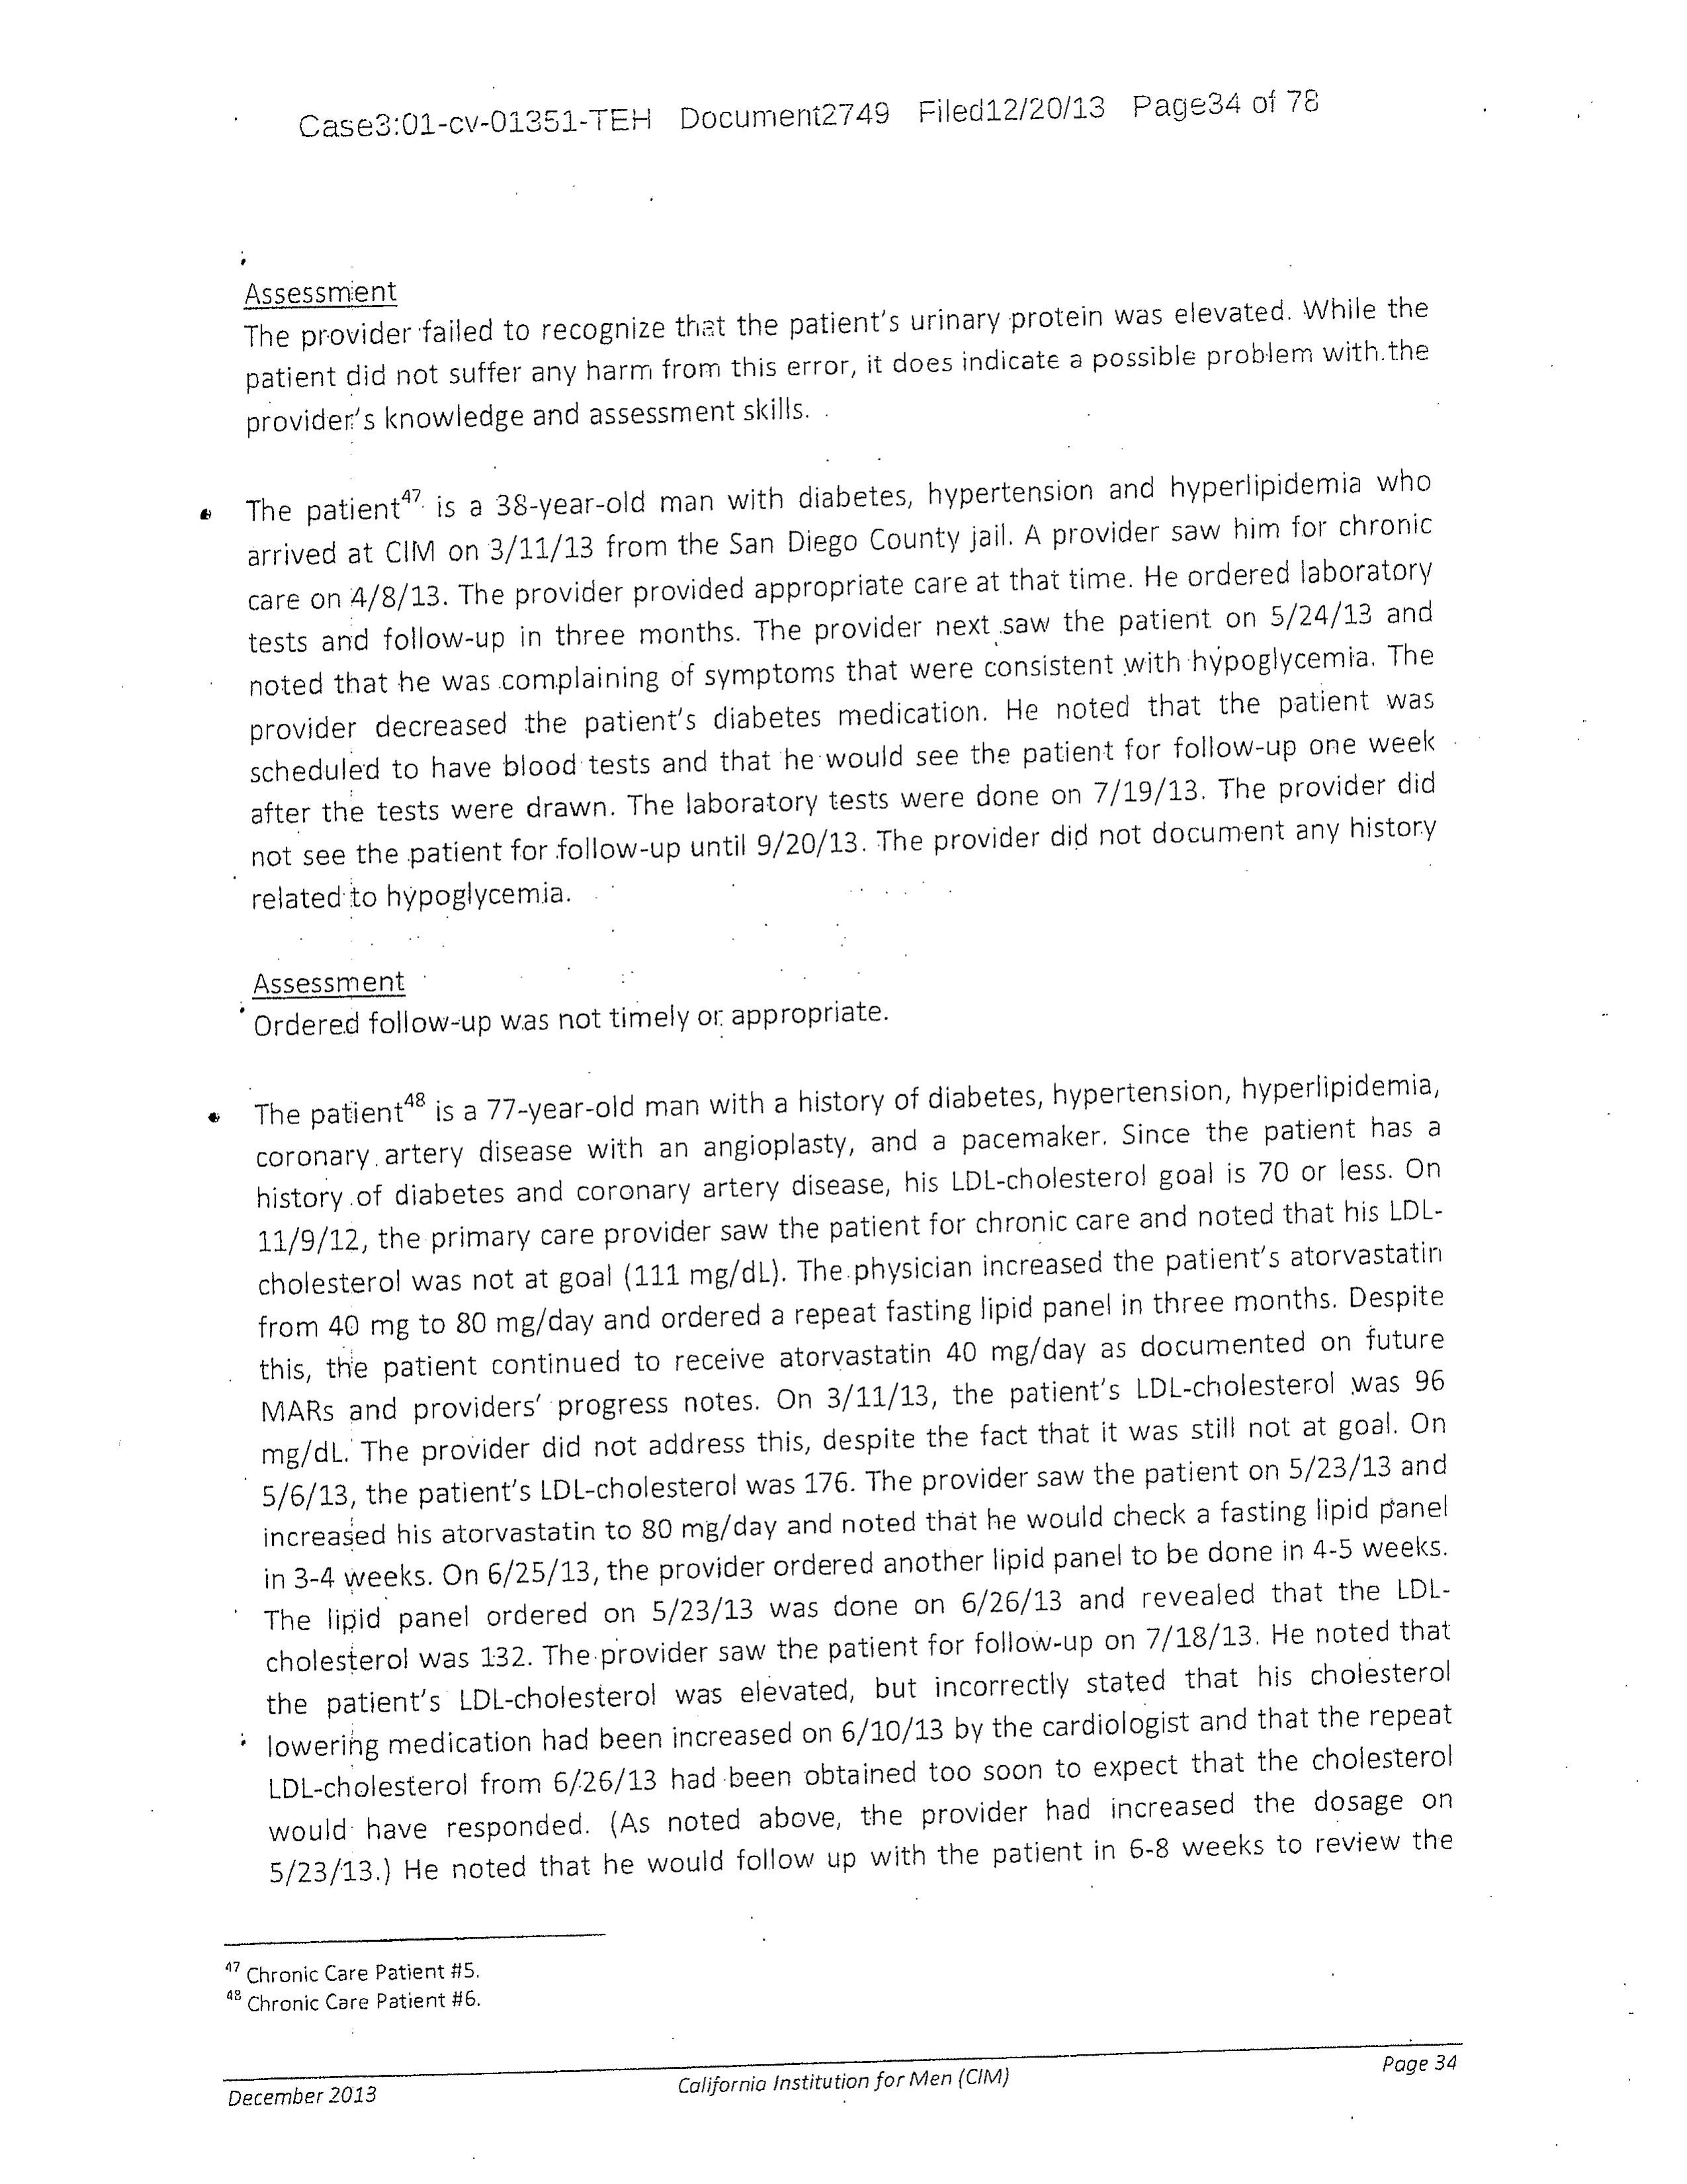 Case3:01-cv-01351-TEH Document2749 Filed12/20/13 Page34 of 78
Assessment
The provider failed to recognize that the patient's urinary protein was elevated. While the
patient did not suffer any harm from this error, it does indicate a possible problem with the
provider's knowledge and assessment skills.
• The patient47 is a 38-year-old man with diabetes, hypertension and hyperlipidemia who
arrived at CIM on 3/11/13 from the San Diego County jail. A provider saw him for chronic
care on 4/8/13. The provider provided appropriate care at that time. He ordered laboratory
tests and follow-up in three months. The provider next saw the patient on 5/24/13 and
noted that he was complaining of symptoms that were consistent with hypoglycemia. The
provider decreased the patient's diabetes medication. He noted that the patient was
scheduled to have blood tests and that he would see the patient for follow-up one week
after the tests were drawn. The laboratory tests were done on 7/19/13. The provider did
not see the patient for follow-up until 9/20/13. The provider did not document any history
related to hypoglycemia.
Assessment
Ordered follow-up was not timely or appropriate.
• The patient48 is a 77-year-old man with a history of diabetes, hypertension, hyperlipidemia,
coronary artery disease with an angioplasty, and a pacemaker. Since the patient has a
history of diabetes and coronary artery disease, his LDL-cholesterol goal is 70 or less. On
11/9/12, the primary care provider saw the patient for chronic care and noted that his LDL-
cholesterol was not at goal (111 mg/dL). The physician increased the patient's atorvastatin
from 40 mg to 80 mg/day and ordered a repeat fasting lipid panel in three months. Despite
this, the patient continued to receive atorvastatin 40 mg/day as documented on future
MARs and providers' progress notes. On 3/11/13, the patient's LDL-cholesterol was 96
mg/dL. The provider did not address this, despite the fact that it was still not at goal. On
5/6/13, the patient's LDL-cholesterol was 176. The provider saw the patient on 5/23/13 and
increased his atorvastatin to 80 mg/day and noted that he would check a fasting lipid panel
in 3-4 weeks. On 6/25/13, the provider ordered another lipid panel to be done in 4-5 weeks.
The lipid panel ordered on 5/23/13 was done on 6/26/13 and revealed that the LDL-
cholesterol was 132. The provider saw the patient for follow-up on 7/18/13. He noted that
the patient's LDL-cholesterol was elevated, but incorrectly stated that his cholesterol
lowering medication had been increased on 6/10/13 by the cardiologist and that the repeat
LDL-cholesterol from 6/26/13 had been obtained too soon to expect that the cholesterol
would have responded. (As noted above, the provider had increased the dosage on
5/23/13.) He noted that he would follow up with the patient in 6-8 weeks to review the
47 Chronic Care Patient #5.
48 Chronic Care Patient #6.
December 2013 California Institution for Men (CIM) Page 34